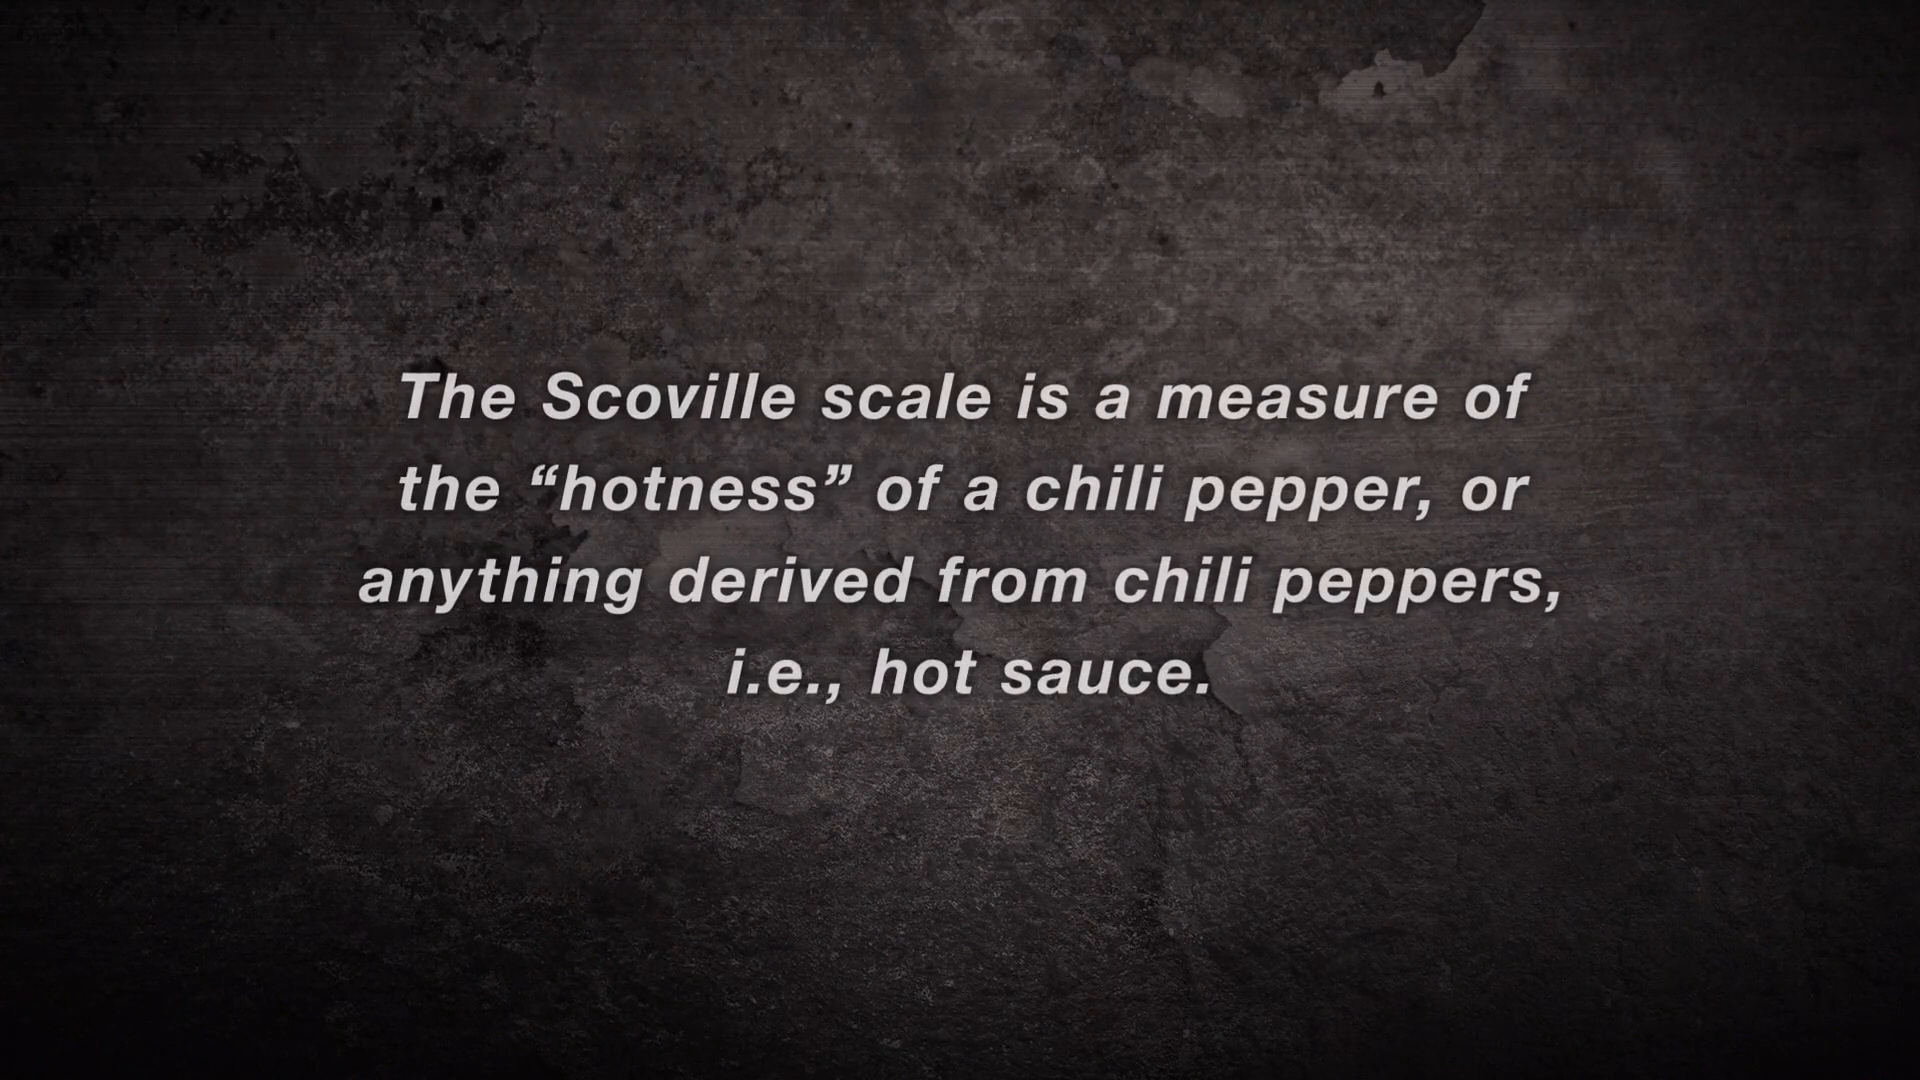 The Scoville scale is a measure of
the “hotness” of a chili pepper, or
anything derived from chili peppers,
i.e., hot sauce.